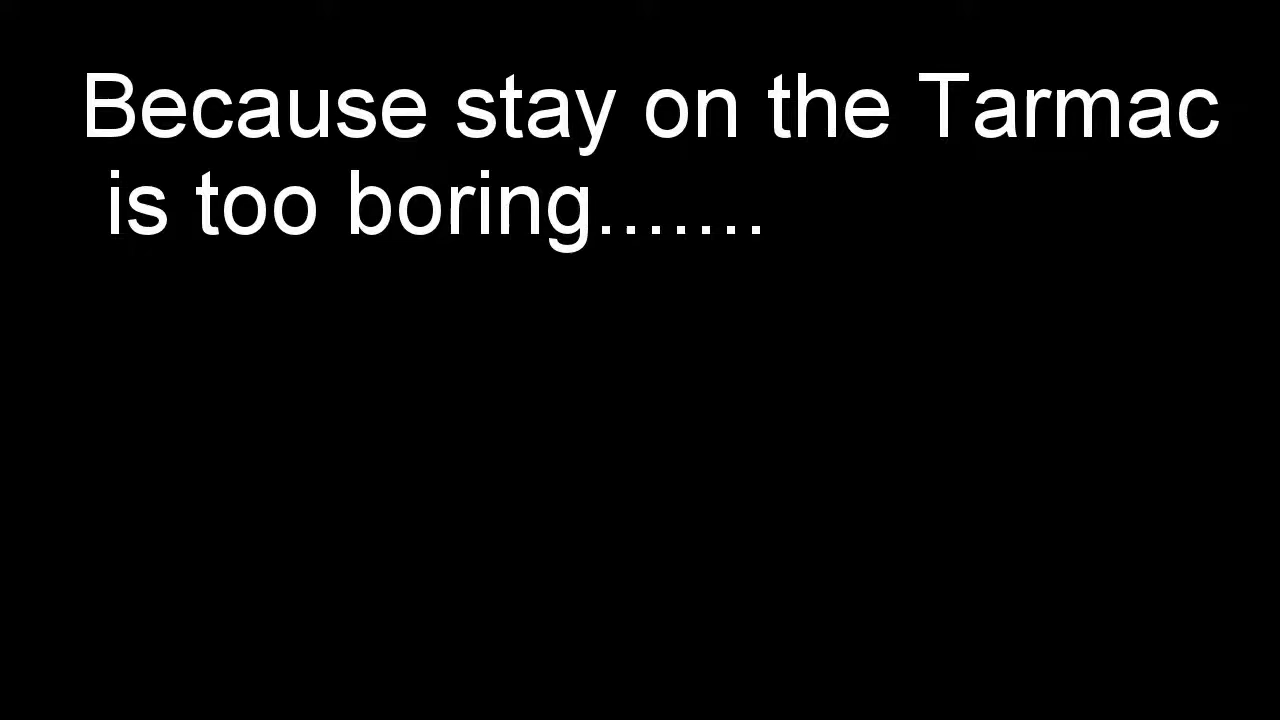 Because stay on the Tarmac
is too boring.......